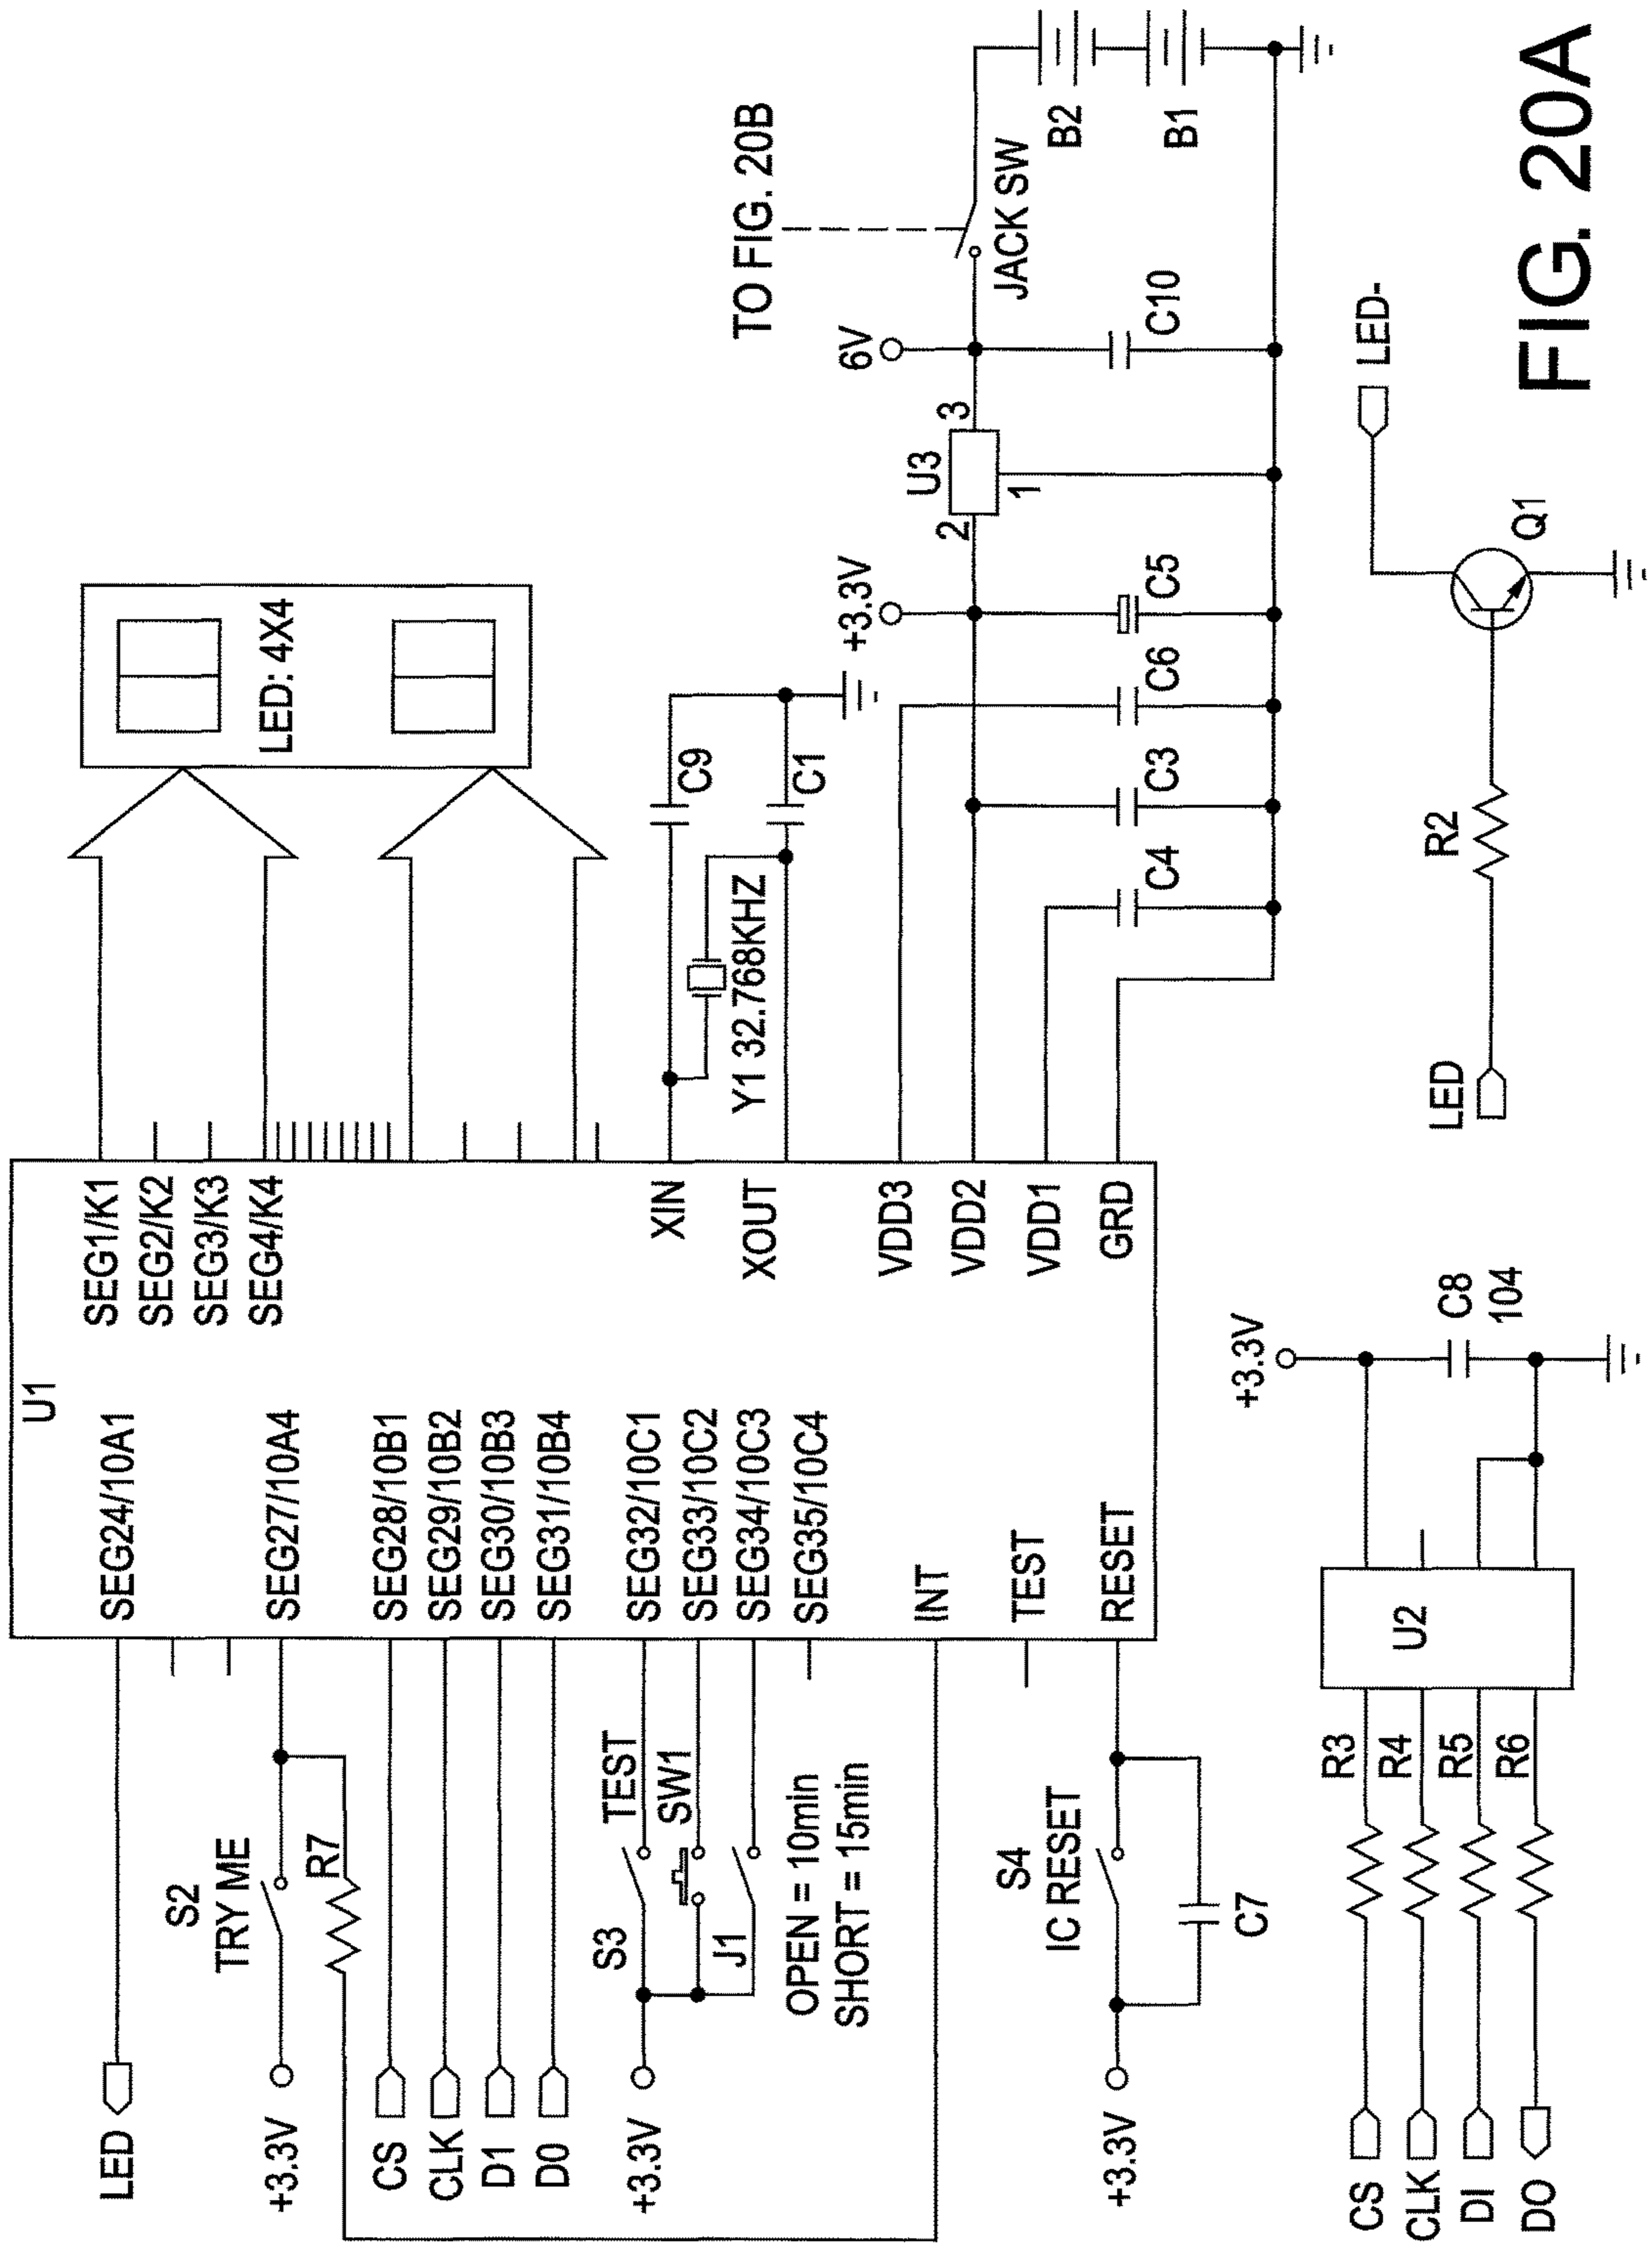 U1
SEG24/10A1
SEG27/10A4
SEG28/10B1
SEG29/10B2
SEG30/10B3
SEG31/10B4
SEG32/10C1
SEG33/10C2
SEG34/10C3
SEG35/10C4
INT
TEST
RESET
SEG1/K1
SEG2/K2
SEG3/K3
SEG4/K4
XIN
XOUT
VDD3
VDD2
VDD1
GRD
LED
+3.3V
S2
TRY ME
R7
CS
CLK
D1
D0
+3.3V
S3
TEST
SW1
J1
OPEN = 10min
SHORT = 15min
+3.3V
S4
IC RESET
C7
LED: 4X4
C9
C1
Y1 32.768KHZ
+3.3V
C4
C3
C6
C5
U3
2
3
1
6V
C10
TO FIG. 20B
JACK SW
B2
B1
CS
CLK
DI
DO
R3
R4
R5
R6
U2
+3.3V
C8
104
LED
R2
Q1
LED-
FIG. 20A